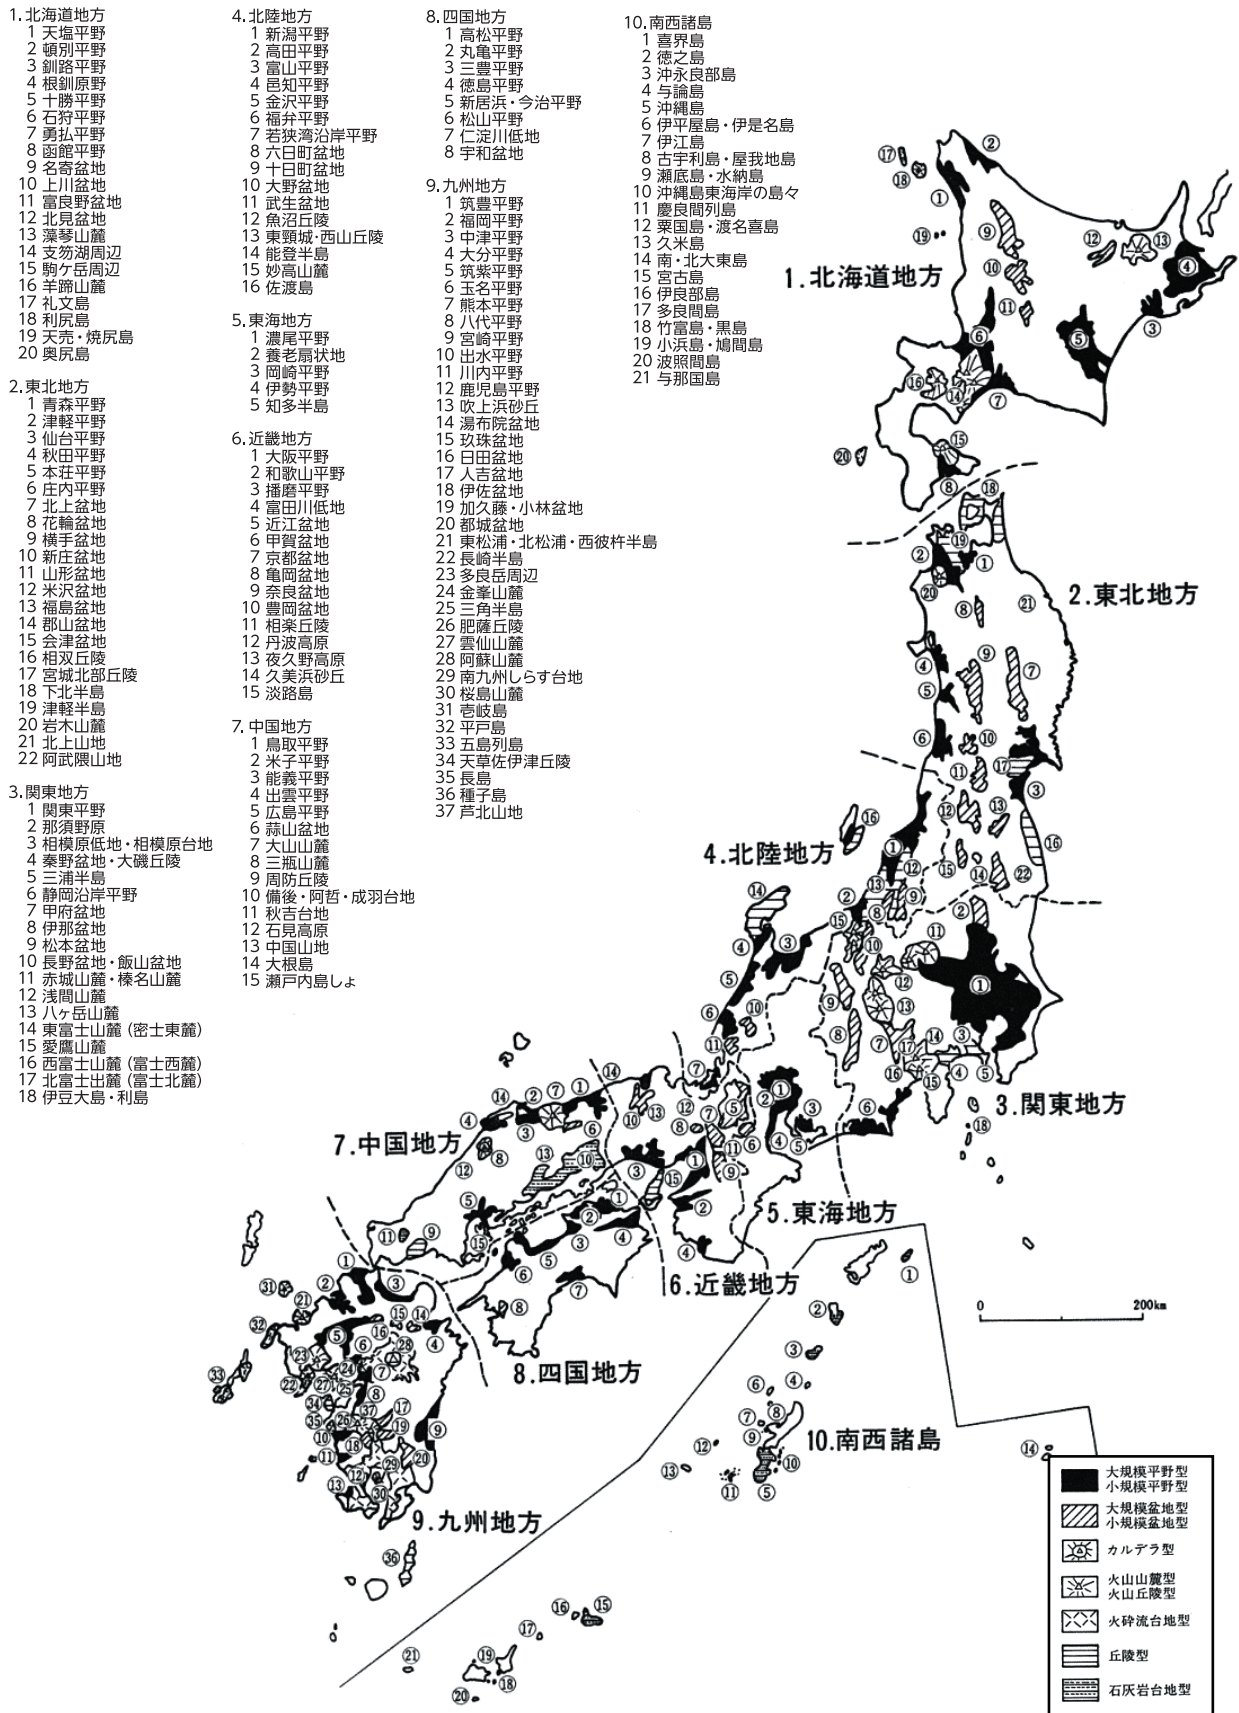 1.北海道地方
1 天塩平野
2 頓別平野
3 釧路平野
4 根釧原野
5 十勝平野
6 石狩平野
7 勇払平野
8 函館平野
9 名寄盆地
10 上川盆地
11 富良野盆地
12 北見盆地
13 藻琴山麓
14 支笏湖周辺
15 駒ケ岳周辺
16 羊蹄山麓
17 礼文島
18 利尻島
19 天売・焼尻島
20 奥尻島
2.東北地方
1 青森平野
2 津軽平野
3 仙台平野
4 秋田平野
5 本荘平野
6 庄内平野
7 北上盆地
8 花輪盆地
9 横手盆地
10 新庄盆地
11 山形盆地
12 米沢盆地
13 福島盆地
14 郡山盆地
15 会津盆地
16 相双丘陵
17 宮城北部丘陵
18 下北半島
19 津軽半島
20 岩木山麓
21 北上山地
22 阿武隈山地
3.関東地方
1 関東平野
2 那須野原
3 相模原低地・相模原台地
4 秦野盆地・大磯丘陵
5 三浦半島
6 静岡沿岸平野
7 甲府盆地
8 伊那盆地
9 松本盆地
10 長野盆地・飯山盆地
11 赤城山麓・榛名山麓
12 浅間山麓
13 八ヶ岳山麓
14 東富士山麓 (密士東麓)
15 愛鷹山麓
16 西富士山麓 (富士西麓)
17 北富士出麓 (富士北麓)
18 伊豆大島・利島
4.北陸地方
1 新潟平野
2 高田平野
3 富山平野
4 邑知平野
5 金沢平野
6 福井平野
7 若狭湾沿岸平野
8 六日町盆地
9 十日町盆地
10 大野盆地
11 武生盆地
12 魚沼丘陵
13 東頸城・西山丘陵
14 能登半島
15 妙高山麓
16 佐渡島
5.東海地方
1 濃尾平野
2 養老扇状地
3 岡崎平野
4 伊勢平野
5 知多半島
6.近畿地方
1 大阪平野
2 和歌山平野
3 播磨平野
4 富田川低地
5 近江盆地
6 甲賀盆地
7 京都盆地
8 亀岡盆地
9 奈良盆地
10 豊岡盆地
11 相楽丘陵
12 丹波高原
13 夜久野高原
14 久美浜砂丘
15 淡路島
7.中国地方
1 鳥取平野
2 米子平野
3 能義平野
4 出雲平野
5 広島平野
6 蒜山盆地
7 大山山麓
8 三瓶山麓
9 周防丘陵
10 備後・阿哲・成羽台地
11 秋吉台地
12 石見高原
13 中国山地
14 大根島
15 瀬戸内島しょ
8.四国地方
1 高松平野
2 丸亀平野
3 三豊平野
4 徳島平野
5 新居浜・今治平野
6 松山平野
7 仁淀川低地
8 宇和盆地
9.九州地方
1 筑豊平野
2 福岡平野
3 中津平野
4 大分平野
5 筑紫平野
6 玉名平野
7 熊本平野
8 八代平野
9 宮崎平野
10 出水平野
11 川内平野
12 鹿児島平野
13 吹上浜砂丘
14 湯布院盆地
15 玖珠盆地
16 日田盆地
17 人吉盆地
18 伊佐盆地
19 加久藤・小林盆地
20 都城盆地
21 東松浦・北松浦・西彼杵半島
22 長崎半島
23 多良岳周辺
24 金峯山麓
25 三角半島
26 肥薩丘陵
27 雲仙山麓
28 阿蘇山麓
29 南九州しらす台地
30 桜島山麓
31 壱岐島
32 平戸島
33 五島列島
34 天草佐伊津丘陵
35 長島
36 種子島
37 芦北山地
10.南西諸島
1 喜界島
2 徳之島
3 沖永良部島
4 与論島
5 沖縄島
6 伊平屋島・伊是名島
7 伊江島
8 古宇利島・屋我地島
9 瀬底島・水納島
10 沖縄島東海岸の島々
11 慶良間列島
12 粟国島・渡名喜島
13 久米島
14 南・北大東島
15 宮古島
16 伊良部島
17 多良間島
18 竹富島・黒島
19 小浜島・鳩間島
20 波照間島
21 与那国島
1.北海道地方
2.東北地方
4.北陸地方
3.関東地方
7.中国地方
5.東海地方
6.近畿地方
8.四国地方
10.南西諸島
9.九州地方
0 200km
大規模平野型
小規模平野型
大規模盆地型
小規模盆地型
カルデラ型
火山山麓型
火山丘陵型
火砕流台地型
丘陵型
石灰岩台地型